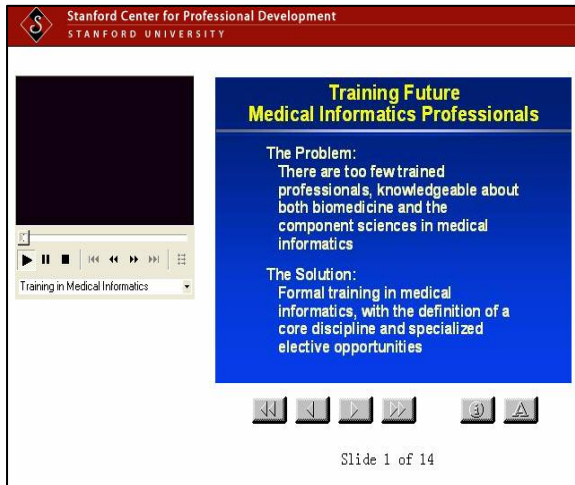 S
Stanford Center for Professional Development
STANFORD UNIVERSITY
Training Future
Medical Informatics Professionals
The Problem:
There are too few trained
professionals, knowledgeable about
both biomedicine and the
component sciences in medical
informatics
The Solution:
Formal training in medical
informatics, with the definition of a
core discipline and specialized
elective opportunities
Training in Medical Informatics
i A
Slide 1 of 14